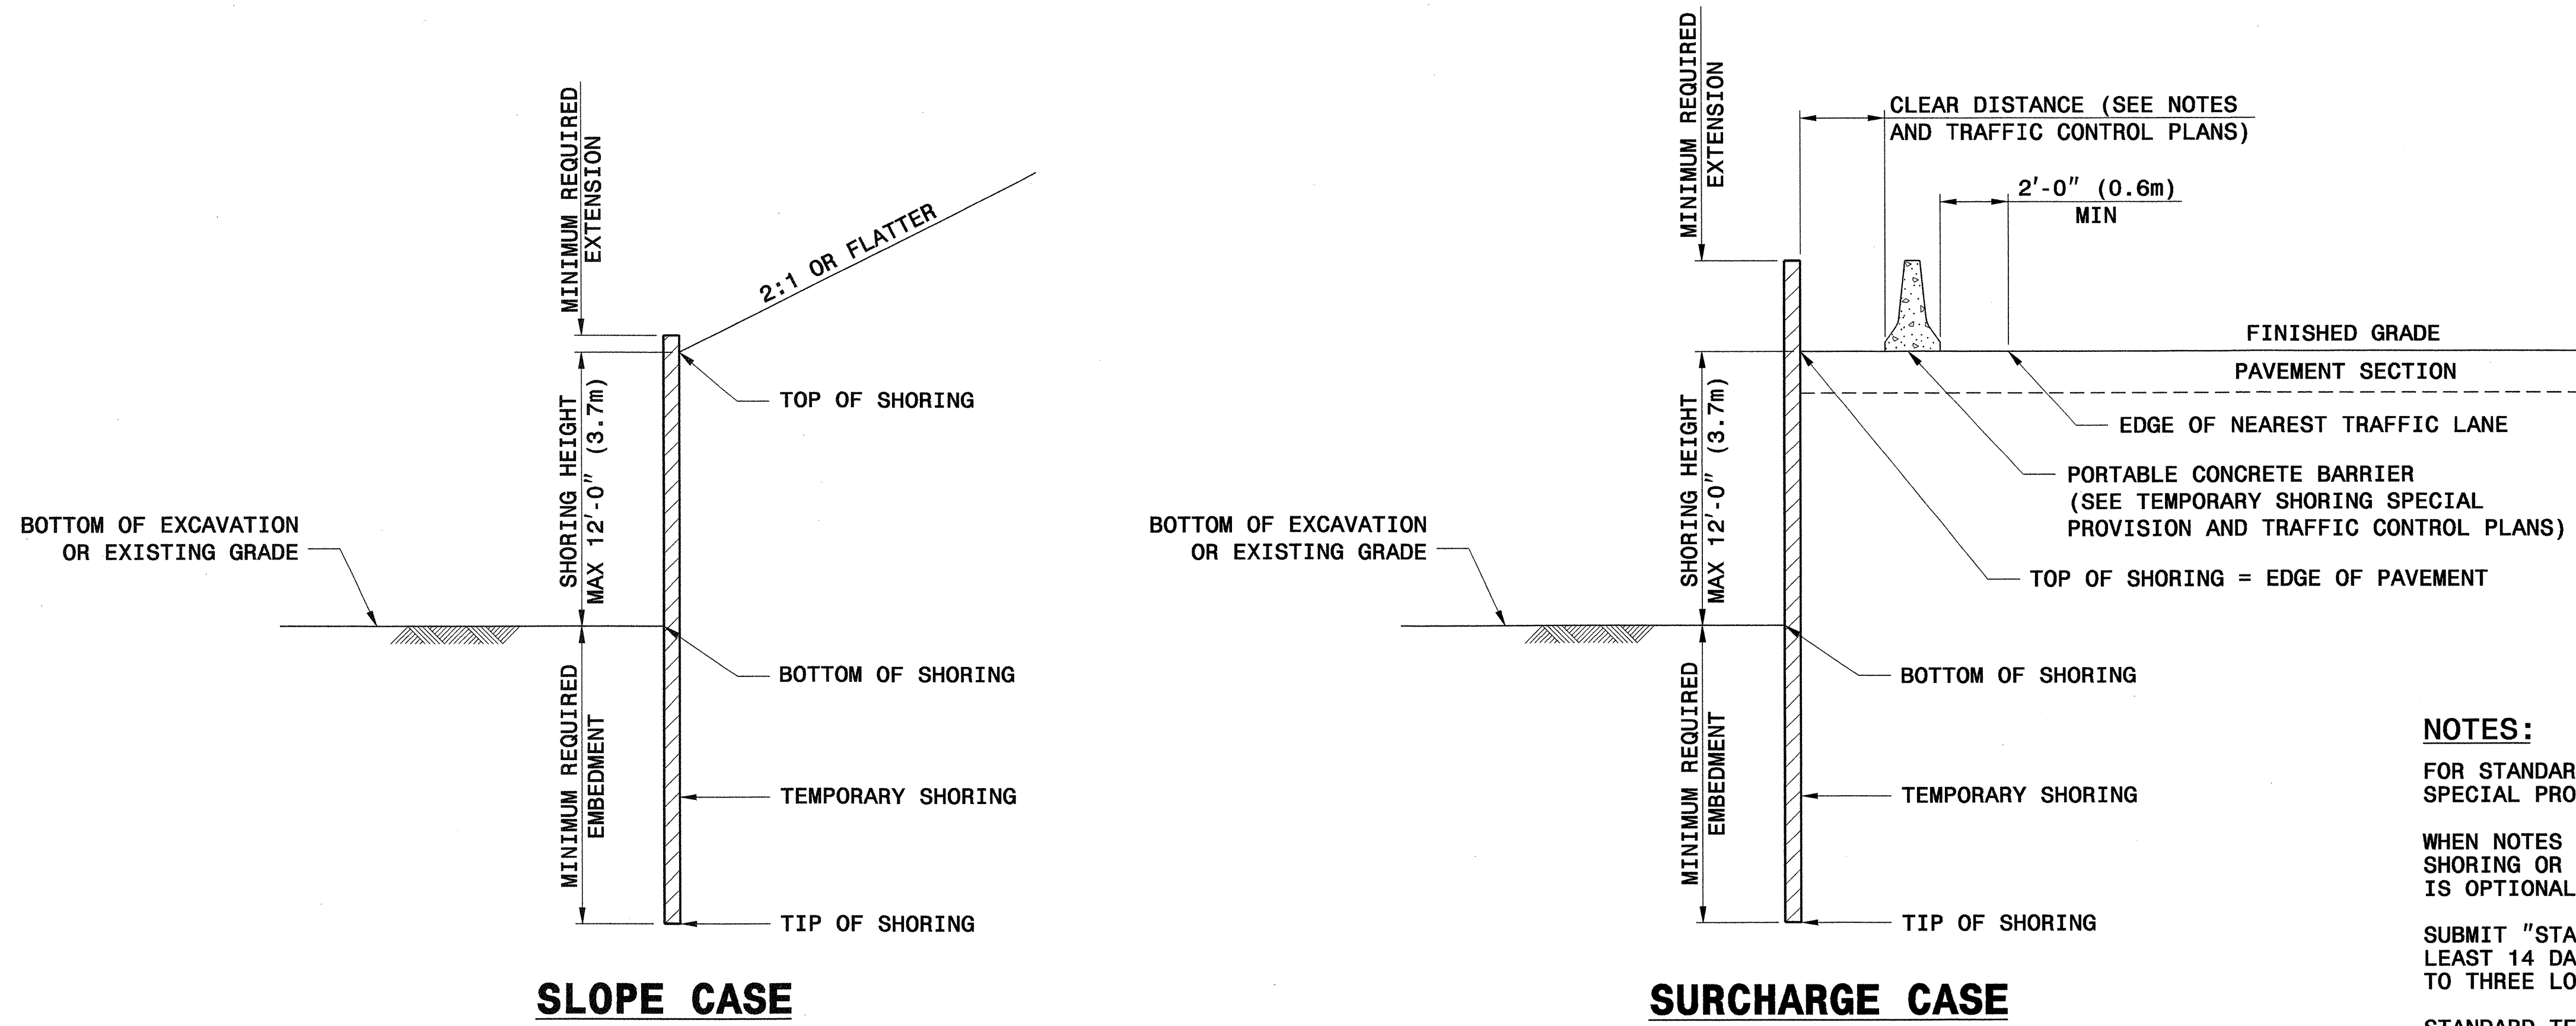 MINIMUM REQUIRED
EXTENSION
2:1 OR FLATTER
SHORING HEIGHT
MAX 12'-0" (3.7m)
TOP OF SHORING
BOTTOM OF EXCAVATION
OR EXISTING GRADE
BOTTOM OF SHORING
MINIMUM REQUIRED
EMBEDMENT
TEMPORARY SHORING
TIP OF SHORING
SLOPE CASE
MINIMUM REQUIRED
EXTENSION
CLEAR DISTANCE (SEE NOTES
AND TRAFFIC CONTROL PLANS)
2'-0" (0.6m)
MIN
FINISHED GRADE
PAVEMENT SECTION
SHORING HEIGHT
MAX 12'-0" (3.7m)
EDGE OF NEAREST TRAFFIC LANE
PORTABLE CONCRETE BARRIER
(SEE TEMPORARY SHORING SPECIAL
PROVISION AND TRAFFIC CONTROL PLANS)
TOP OF SHORING = EDGE OF PAVEMENT
BOTTOM OF EXCAVATION
OR EXISTING GRADE
BOTTOM OF SHORING
MINIMUM REQUIRED
EMBEDMENT
TEMPORARY SHORING
TIP OF SHORING
SURCHARGE CASE
NOTES:
FOR
SPECIAL
WHEN NOTES
SHORING OR
IS OPTIONAL
SUBMIT
LEAST 14
TO THREE